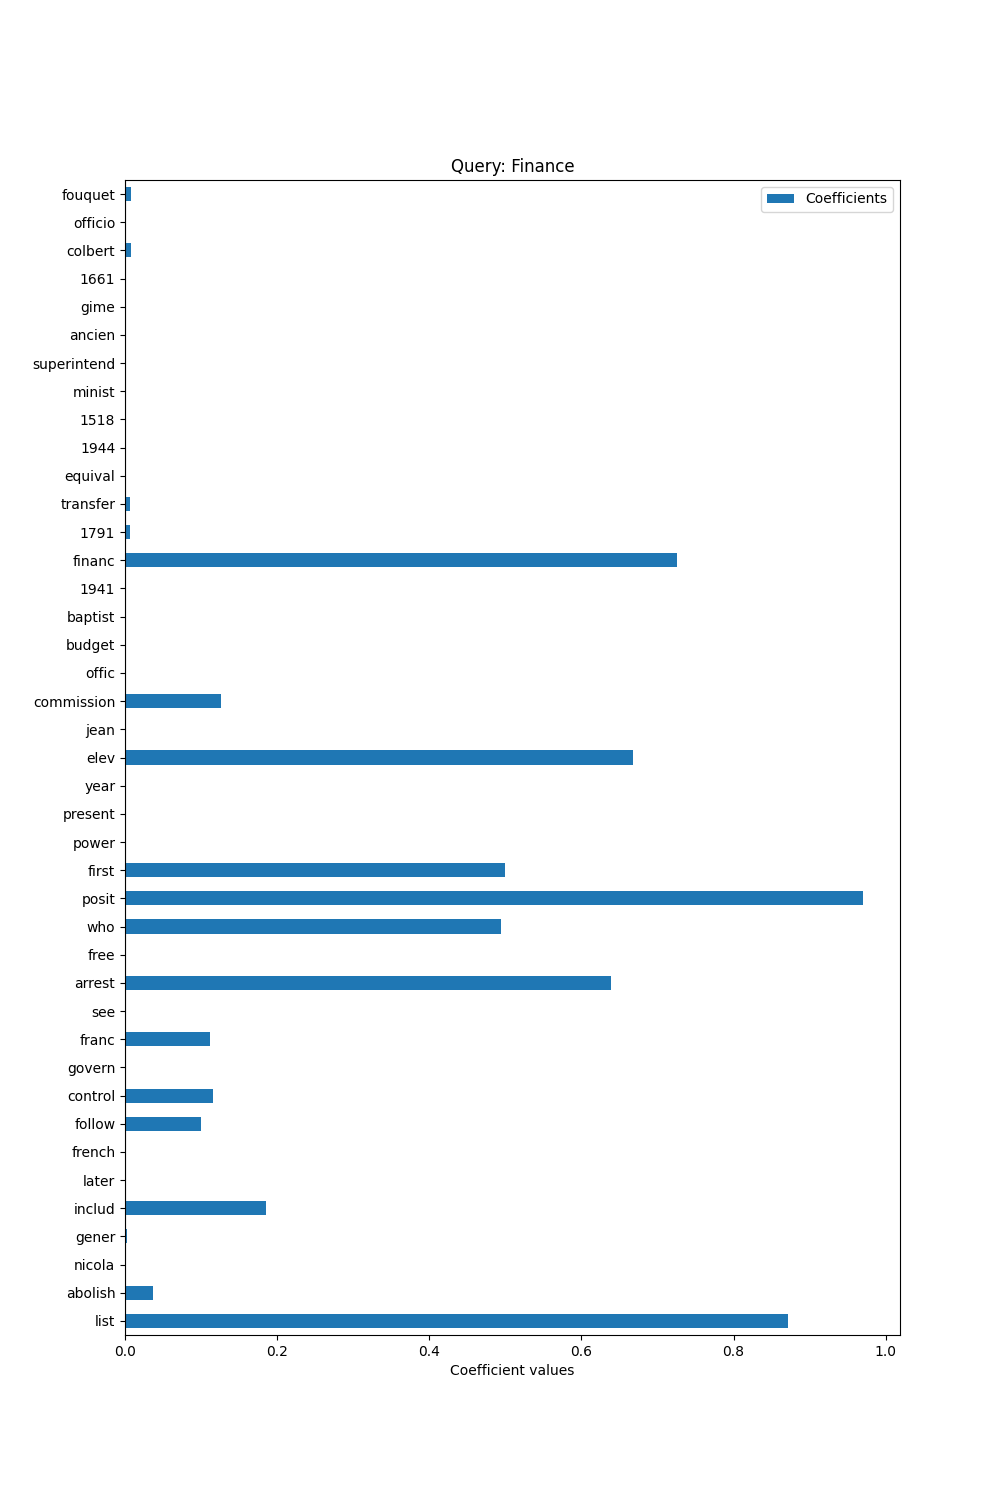 Query: Finance
Coefficients
fouquet
officio
colbert
1661
gime
ancien
superintend
minist
1518
1944
equival
transfer
1791
financ
1941
baptist
budget
offic
commission
jean
elev
year
present
power
first
posit
who
free
arrest
see
franc
govern
control
follow
french
later
includ
gener
nicola
abolish
list
0.0 0.2 0.4 0.6 0.8 1.0
Coefficient values